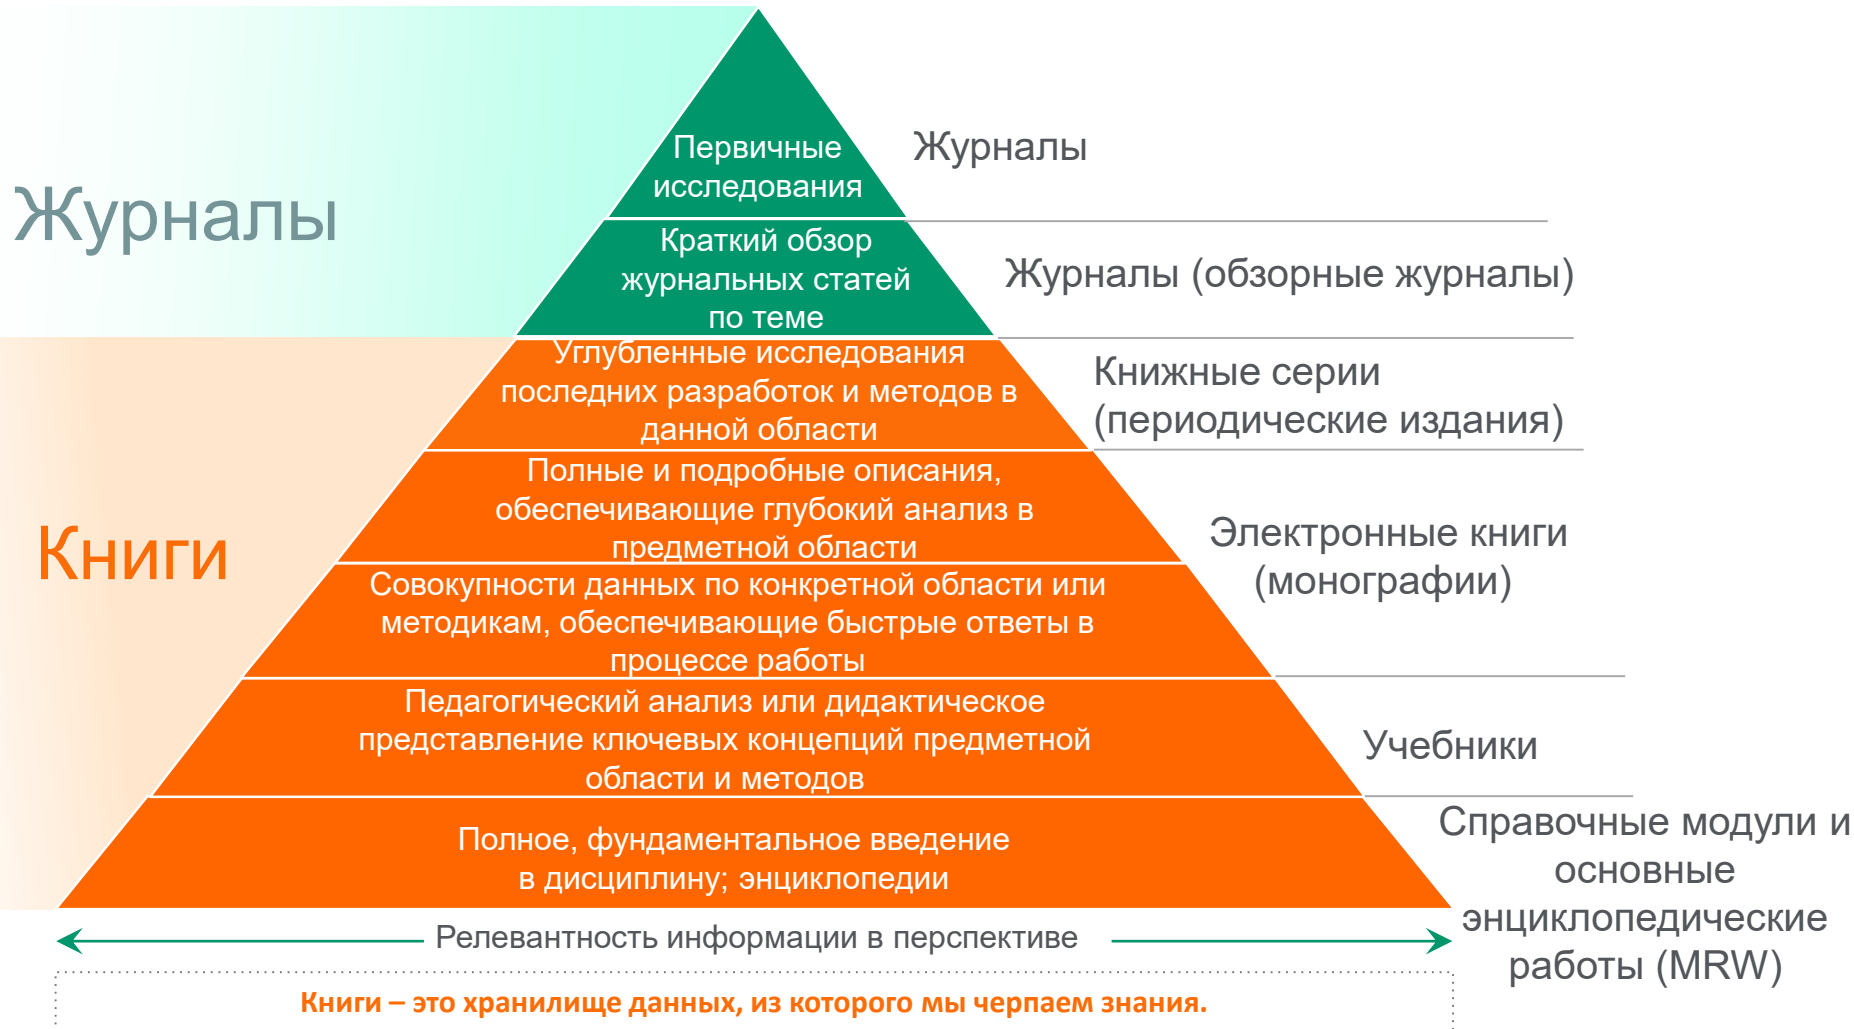 Журналы
Первичные
исследования
Журналы
Краткий обзор
журнальных статей
по теме
Журналы (обзорные журналы)
Книги
Углубленные исследования
последних разработок и методов в
данной области
Книжные серии
(периодические издания)
Полные и подробные описания,
обеспечивающие глубокий анализ в
предметной области
Совокупности данных по конкретной области или
методикам, обеспечивающие быстрые ответы в
процессе работы
Электронные книги
(монографии)
Педагогический анализ или дидактическое
представление ключевых концепций предметной
области и методов
Учебники
Полное, фундаментальное введение
в дисциплину; энциклопедии
Справочные модули и
основные
энциклопедические
работы (MRW)
Релевантность информации в перспективе
Книги – это хранилище данных, из которого мы черпаем знания.